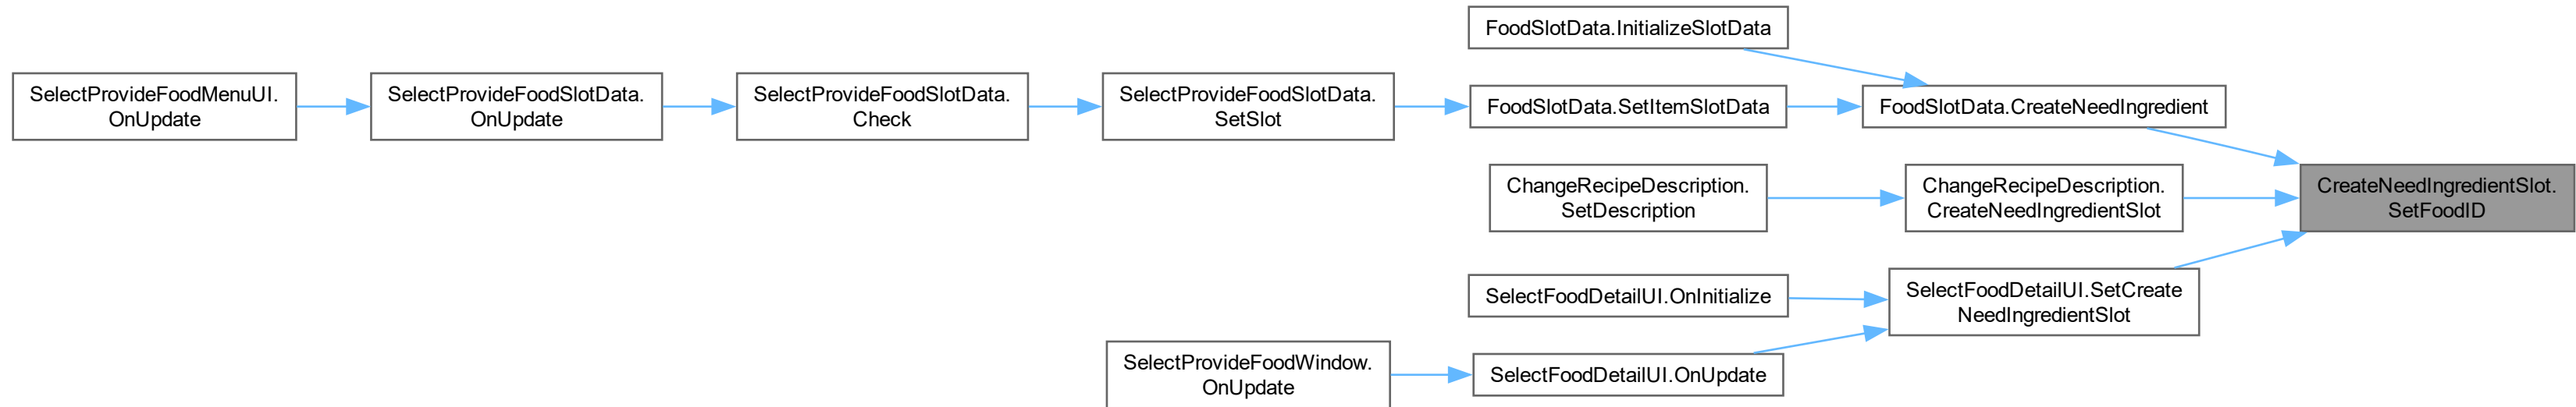 FoodSlotData.InitializeSlotData
SelectProvideFoodMenuUI.
OnUpdate
SelectProvideFoodSlotData.
OnUpdate
SelectProvideFoodSlotData.
Check
SelectProvideFoodSlotData.
SetSlot
FoodSlotData.SetItemSlotData
FoodSlotData.CreateNeedIngredient
ChangeRecipeDescription.
SetDescription
ChangeRecipeDescription.
CreateNeedIngredientSlot
CreateNeedIngredientSlot.
SetFoodID
SelectFoodDetailUI.OnInitialize
SelectFoodDetailUI.SetCreate
NeedIngredientSlot
SelectProvideFoodWindow.
OnUpdate
SelectFoodDetailUI.OnUpdate